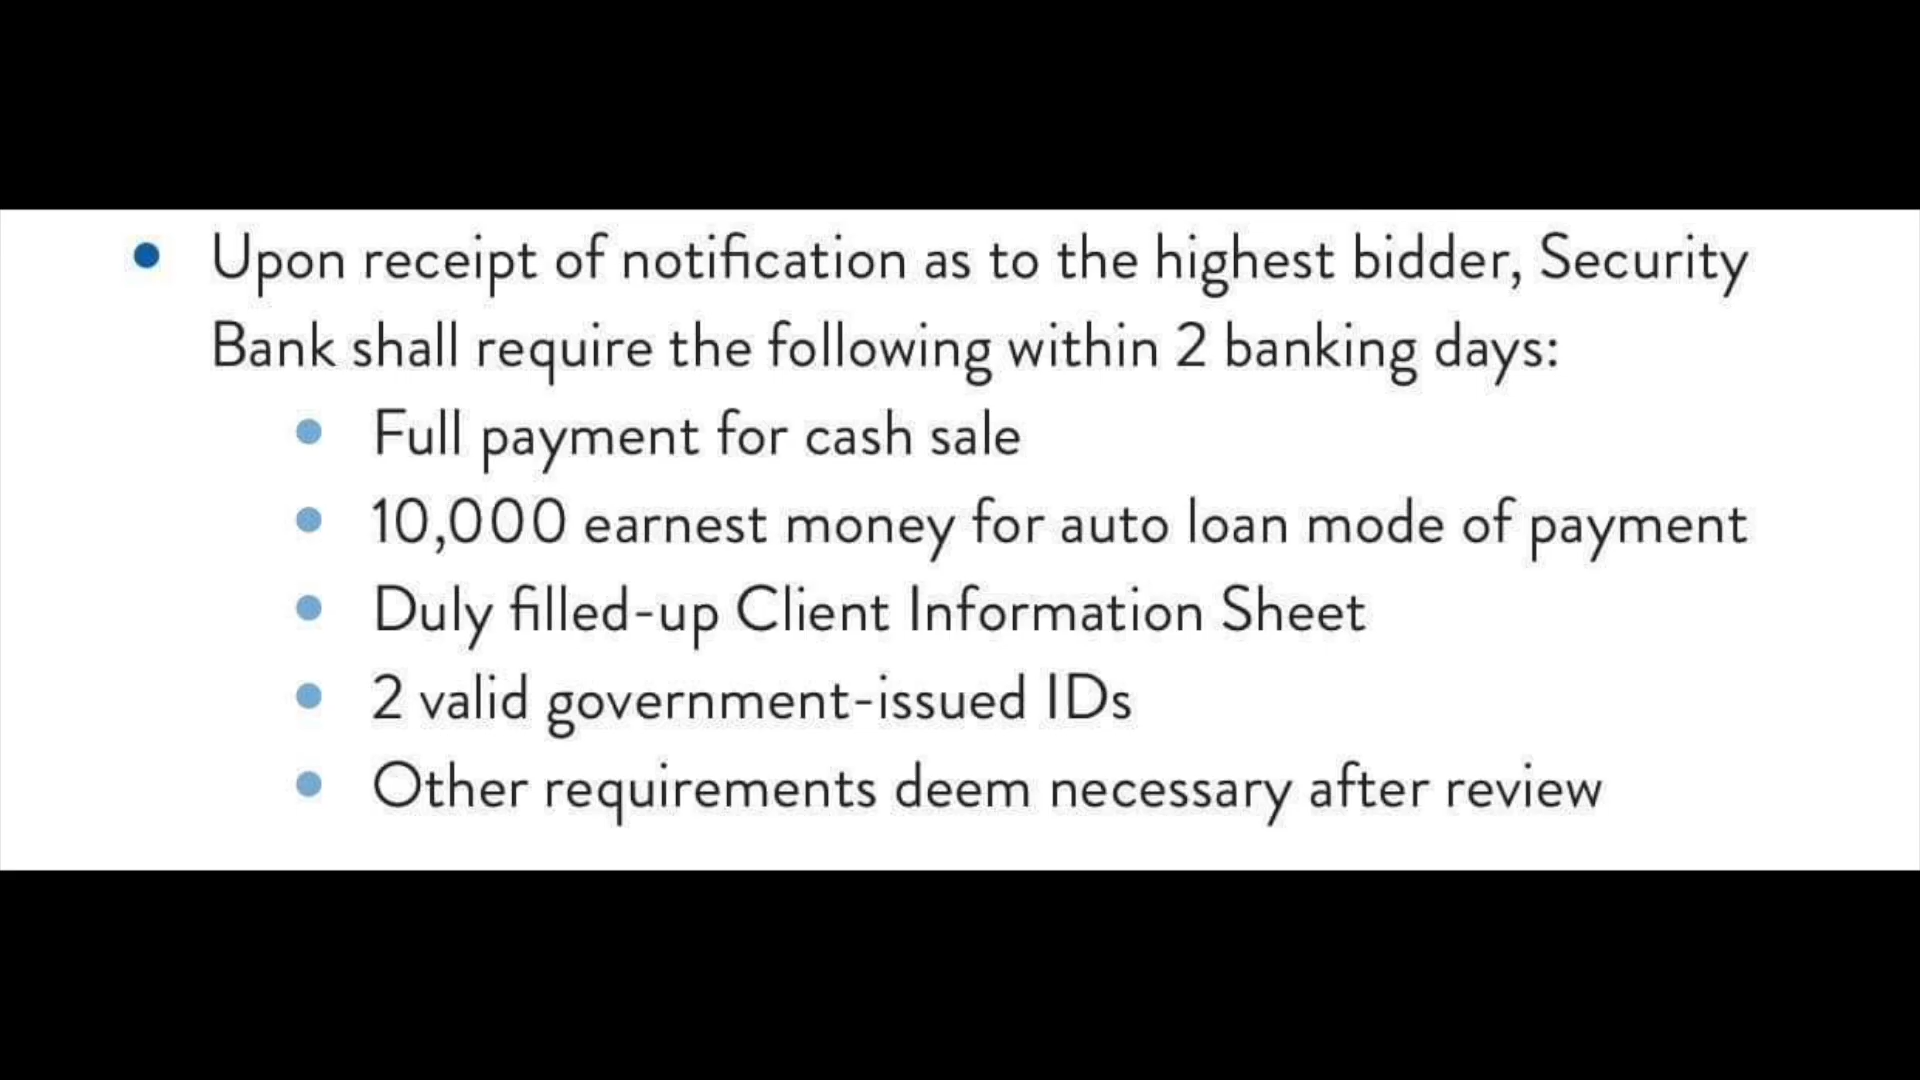 Upon receipt of notification as to the highest bidder, Security
Bank shall require the following within 2 banking days:
Full payment for cash sale
10,000 earnest money for auto loan mode of payment
Duly filled-up Client Information Sheet
2 valid government-issued IDs
Other requirements deem necessary after review